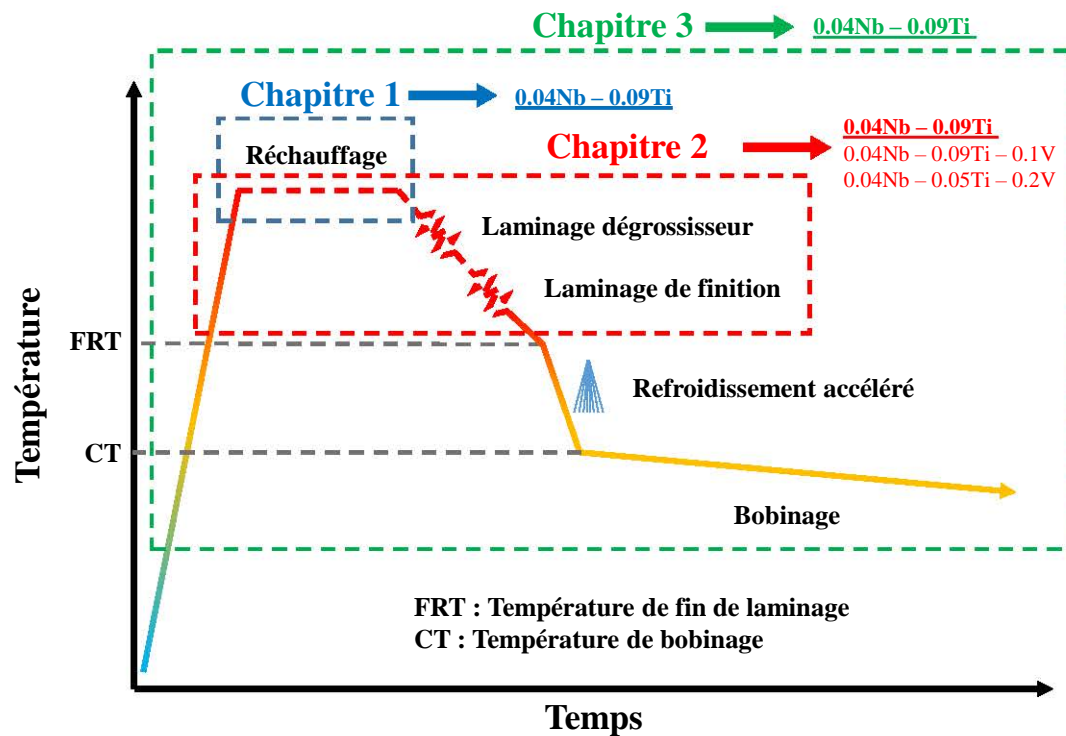 Chapitre 3
0.04Nb – 0.09Ti
Chapitre 1
0.04Nb – 0.09Ti
Réchauffage
Chapitre 2
0.04Nb – 0.09Ti
0.04Nb – 0.09Ti – 0.1V
0.04Nb – 0.05Ti – 0.2V
Laminage dégrossisseur
Laminage de finition
Température
FRT
Refroidissement accéléré
CT
Bobinage
FRT : Température de fin de laminage
CT : Température de bobinage
Temps